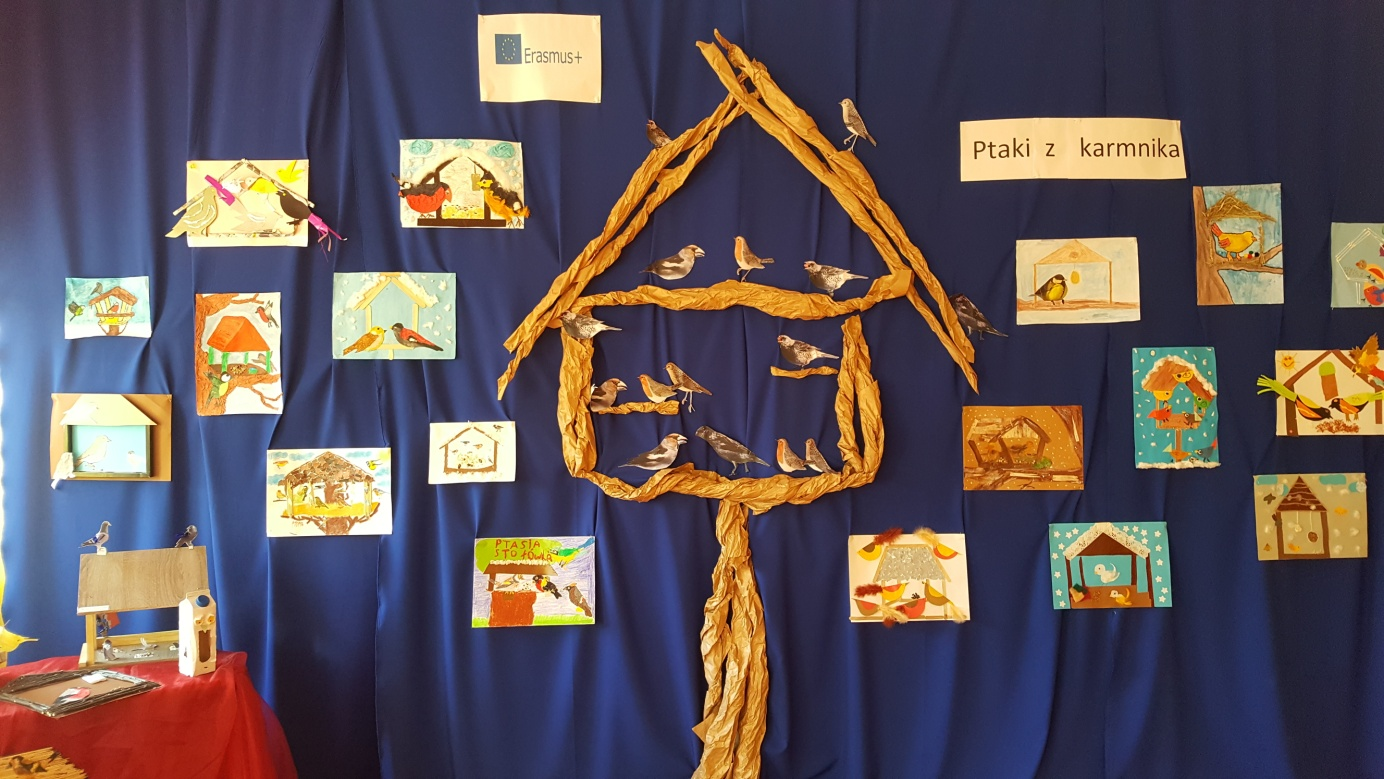 Erasmus+
Ptaki z karmnika
PTASIA
STOŁÓWKA